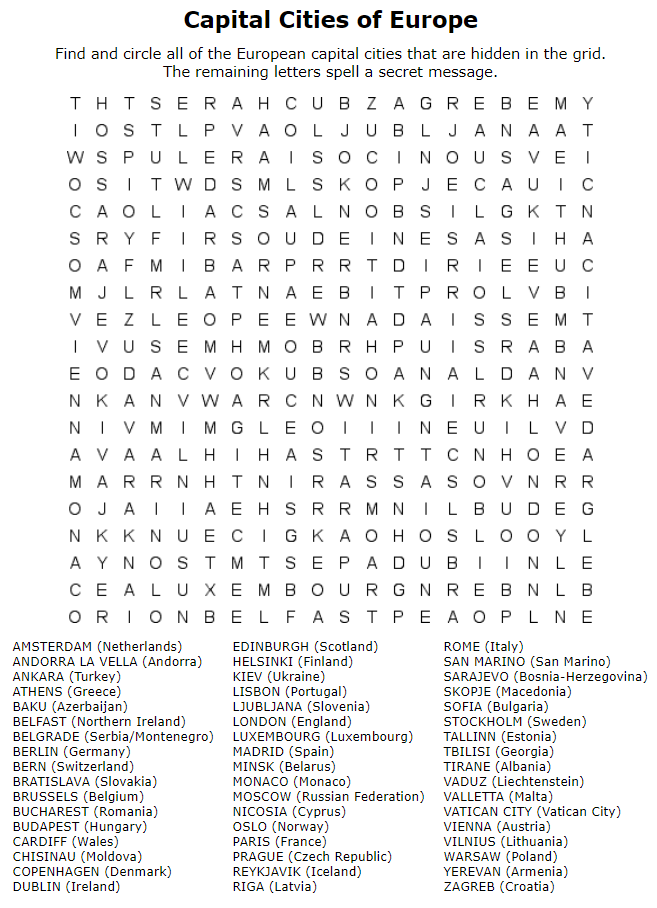 Capital Cities of Europe
Find and circle all of the European capital cities that are hidden in the grid.
The remaining letters spell a secret message.
T H T S E R A H C U B Z A G R E B E M Y
I O S T L P V A O L J U B L J A N A A T
W S P U L E R A I S O C I N O U S V E I
O S I T W D S M L S K O P J E C A U I C
C A O L I A C S A L N O B S I L G K T N
S R Y F I R S O U D E I N E S A S I H A
O A F M I B A R P R R T D I R I E E U C
M J L R L A T N A E B I T P R O L V B I
V E Z L E O P E E W N A D A I S S E M T
I V U S E M H M O B R H P U I S R A B A
E O D A C V O K U B S O A N A L D A N V
N K A N V W A R C N W N K G I R K H A E
N I V M I M G L E O I I I N E U I L V D
A V A A L H I H A S T R T T C N H O E A
M A R R N H T N I R A S S A S O V N R R
O J A I I A E H S R R M N I L B U D E G
N K K N U E C I G K A O H O S L O O Y L
A Y N O S T M T S E P A D U B I I N L E
C E A L U X E M B O U R G N R E B N L B
O R I O N B E L F A S T P E A O P L N E
AMSTERDAM (Netherlands)
ANDORRA LA VELLA (Andorra)
ANKARA (Turkey)
ATHENS (Greece)
BAKU (Azerbaijan)
BELFAST (Northern Ireland)
BELGRADE (Serbia/Montenegro)
BERLIN (Germany)
BERN (Switzerland)
BRATISLAVA (Slovakia)
BRUSSELS (Belgium)
BUCHAREST (Romania)
BUDAPEST (Hungary)
CARDIFF (Wales)
CHISINAU (Moldova)
COPENHAGEN (Denmark)
DUBLIN (Ireland)
EDINBURGH (Scotland)
HELSINKI (Finland)
KIEV (Ukraine)
LISBON (Portugal)
LJUBLJANA (Slovenia)
LONDON (England)
LUXEMBOURG (Luxembourg)
MADRID (Spain)
MINSK (Belarus)
MONACO (Monaco)
MOSCOW (Russian Federation)
NICOSIA (Cyprus)
OSLO (Norway)
PARIS (France)
PRAGUE (Czech Republic)
REYKJAVIK (Iceland)
RIGA (Latvia)
ROME (Italy)
SAN MARINO (San Marino)
SARAJEVO (Bosnia-Herzegovina)
SKOPJE (Macedonia)
SOFIA (Bulgaria)
STOCKHOLM (Sweden)
TALLINN (Estonia)
TBILISI (Georgia)
TIRANE (Albania)
VADUZ (Liechtenstein)
VALLETTA (Malta)
VATICAN CITY (Vatican City)
VIENNA (Austria)
VILNIUS (Lithuania)
WARSAW (Poland)
YEREVAN (Armenia)
ZAGREB (Croatia)